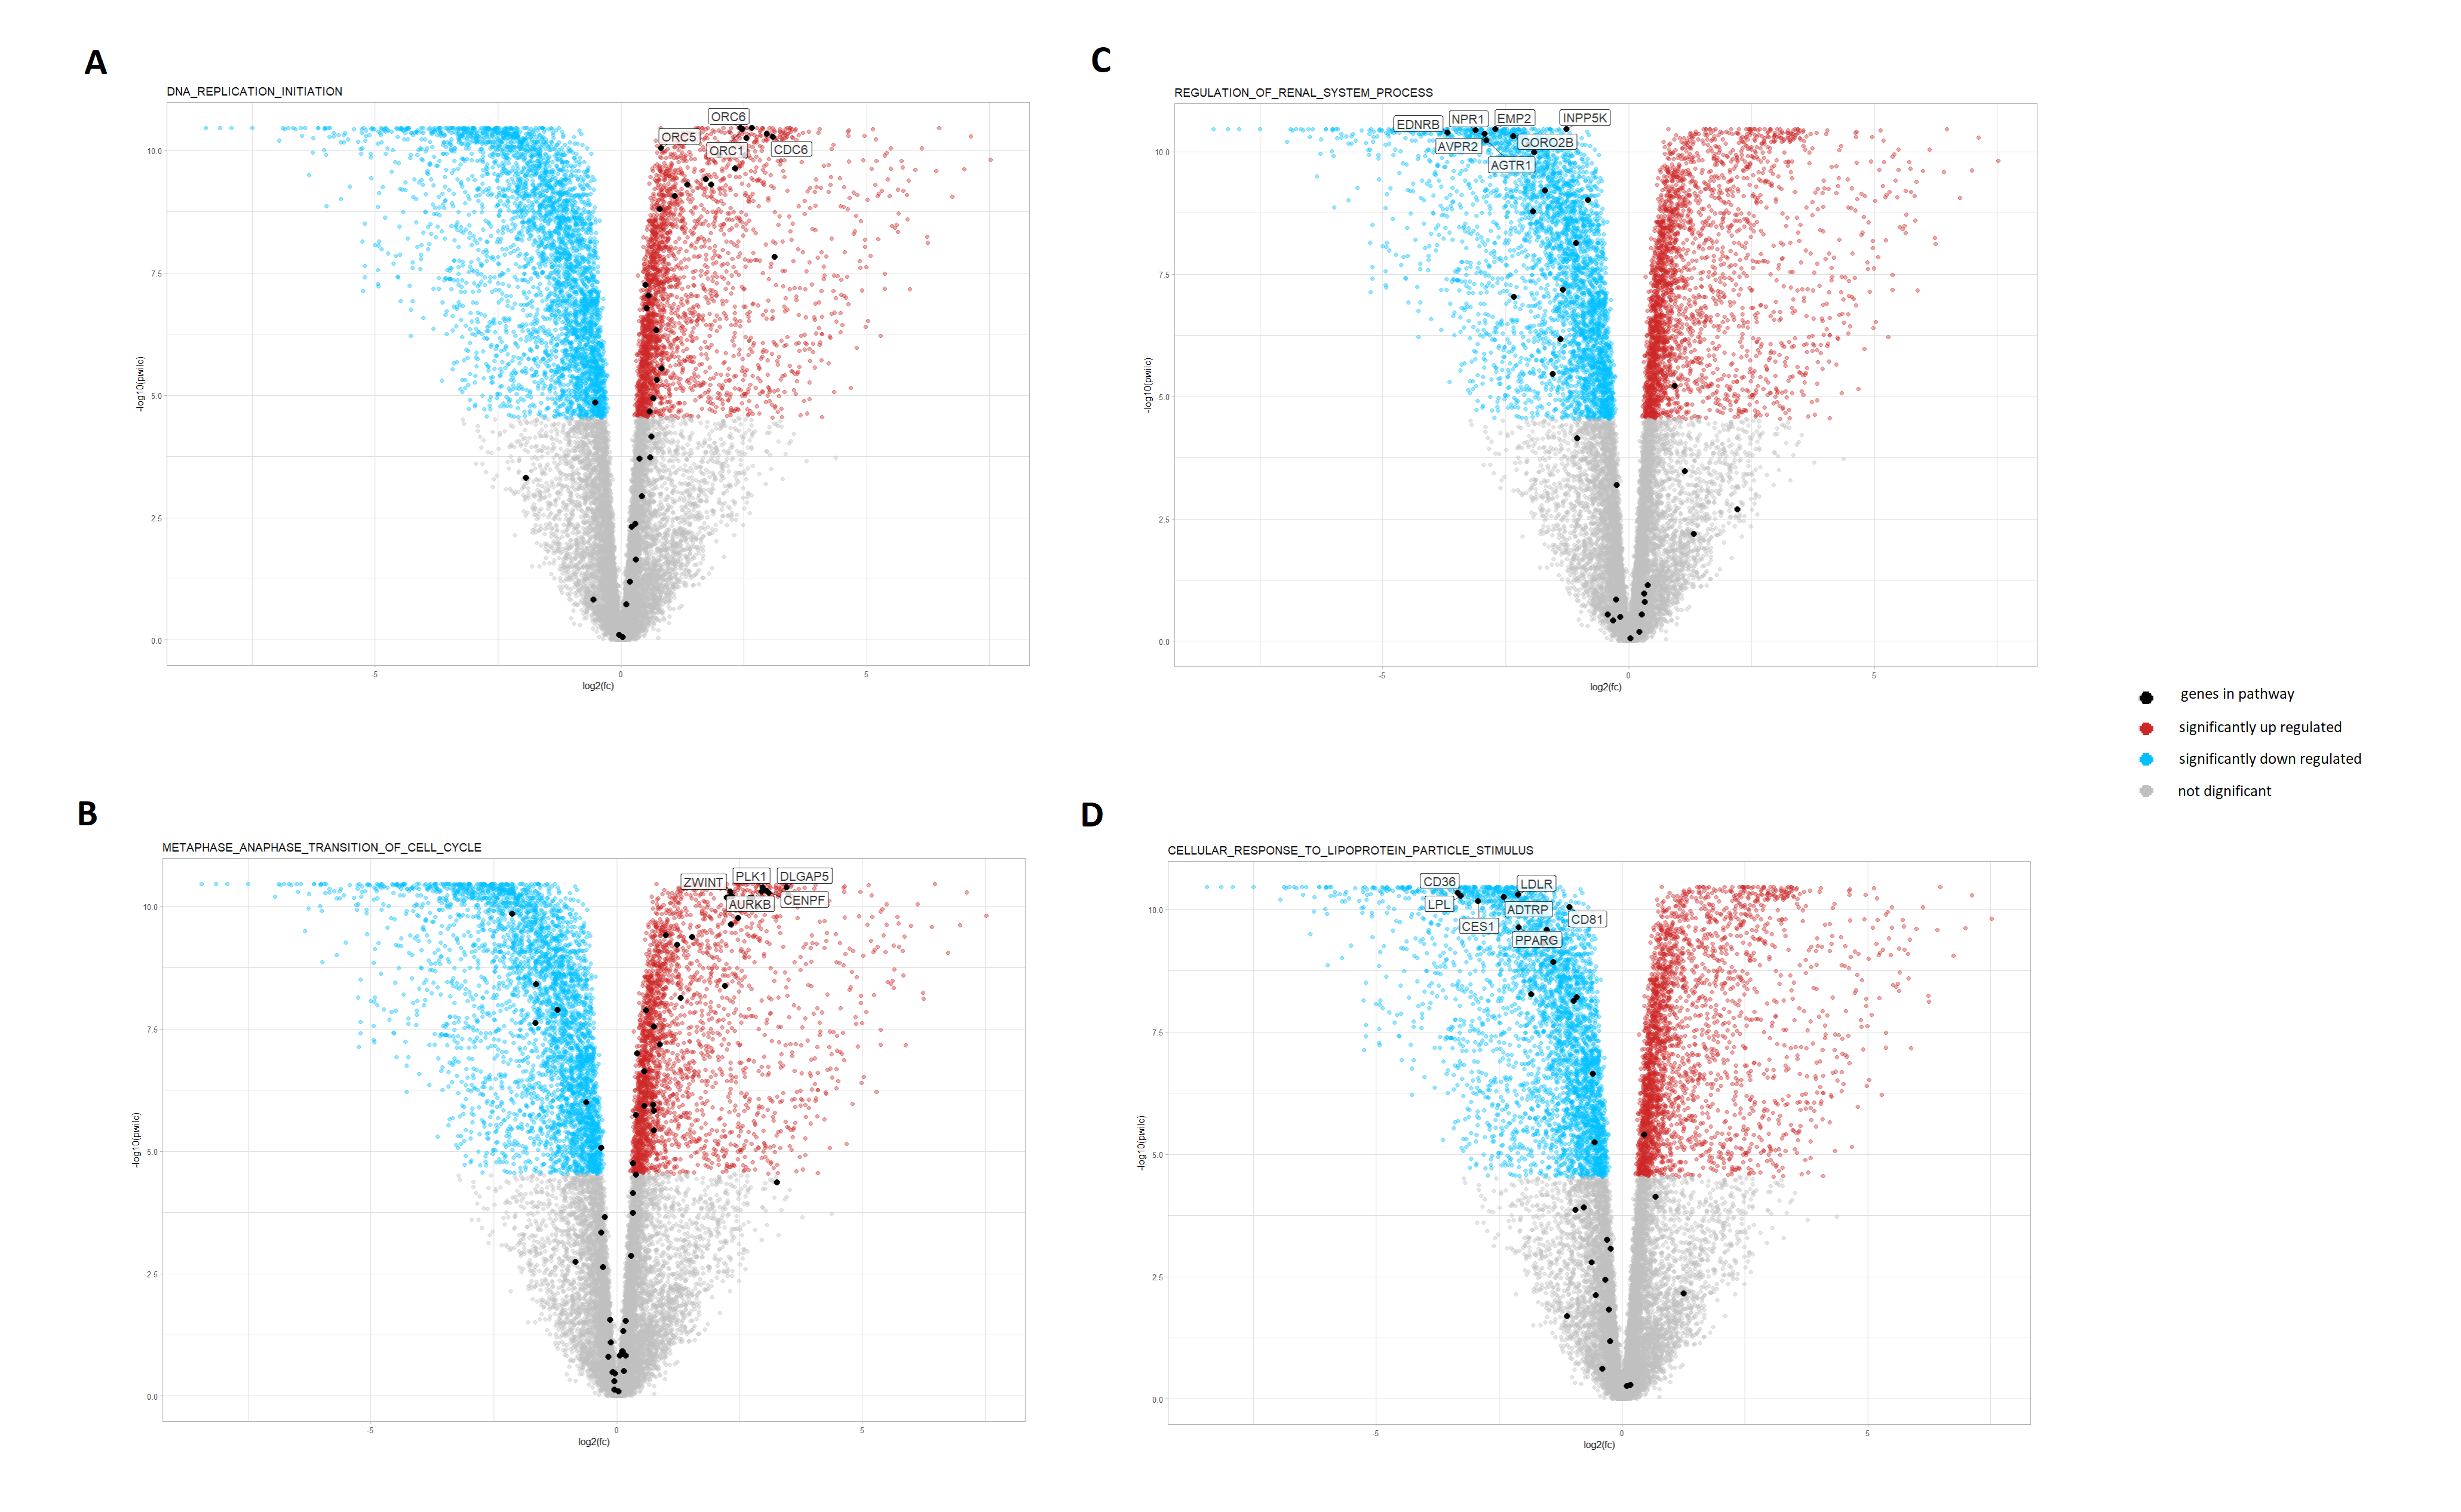 A
DNA_REPLICATION_INITIATION
ORC6
ORC5
ORC1
CDC6
10.0
7.5
5.0
2.5
0.0
-log10(pwilc)
-5
0
5
log2(fc)
C
REGULATION_OF_RENAL_SYSTEM_PROCESS
EDNRB
NPR1
EMP2
INPP5K
AVPR2
CORO2B
AGTR1
10.0
7.5
5.0
2.5
0.0
-log10(pwilc)
-5
0
5
log2(fc)
genes in pathway
significantly up regulated
significantly down regulated
not dignificant
B
METAPHASE_ANAPHASE_TRANSITION_OF_CELL_CYCLE
ZWINT
PLK1
DLGAP5
AURKB
CENPF
10.0
7.5
5.0
2.5
0.0
-log10(pwilc)
-5
0
5
log2(fc)
D
CELLULAR_RESPONSE_TO_LIPOPROTEIN_PARTICLE_STIMULUS
CD36
LDLR
LPL
ADTRP
CD81
CES1
PPARG
10.0
7.5
5.0
2.5
0.0
-log10(pwilc)
-5
0
5
log2(fc)